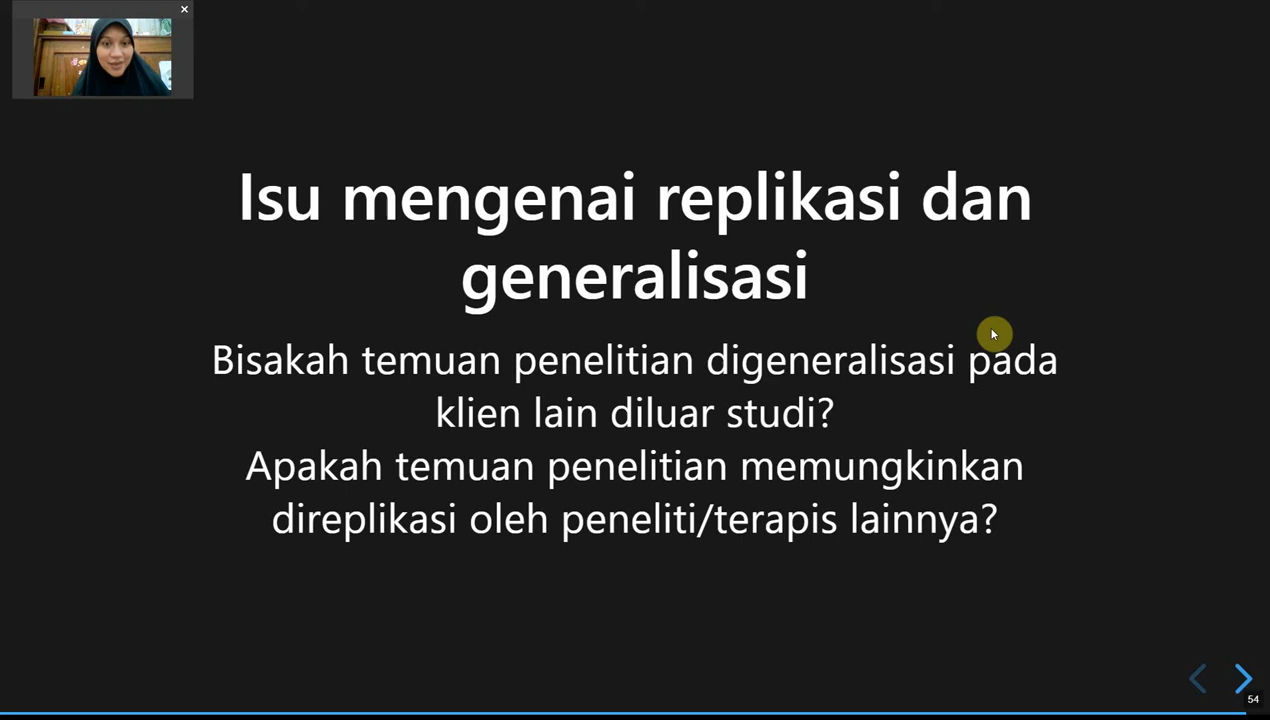 Isu mengenai replikasi dan
generalisasi
Bisakah temuan penelitian digeneralisasi pada
klien lain diluar studi?
Apakah temuan penelitian memungkinkan
direplikasi oleh peneliti/terapis lainnya?
54